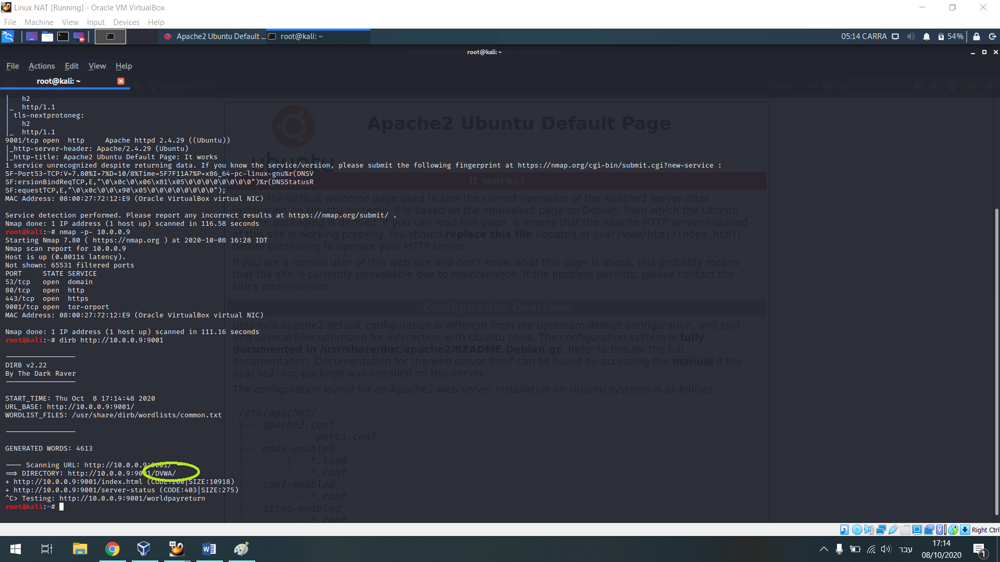 Linux NAT [Running] - Oracle VM VirtualBox
File Machine View Input Devices Help
Apache2 Ubuntu Default ... root@kali: ~ 05:14 CARRA 54%
root@kali: ~
File Actions Edit View Help
root@kali: ~
10.0.0.9 130%
| h2
|_ http/1.1
| tls-nextprotoneg:
| h2
|_ http/1.1
9001/tcp open http Apache httpd 2.4.29 ((Ubuntu))
|_http-server-header: Apache/2.4.29 (Ubuntu)
|_http-title: Apache2 Ubuntu Default Page: It works
1 service unrecognized despite returning data. If you know the service/version, please submit the following fingerprint at https://nmap.org/cgi-bin/submit.cgi?new-service :
SF-Port53-TCP:V=7.80%I=7%D=10/8%Time=5F7F11A7%P=x86_64-pc-linux-gnu%r(DNSV
SF:ersionBindReqTCP,E,"\0\x0c\0\x06\x81\x05\0\0\0\0\0\0\0\0")%r(DNSStatusR
SF:equestTCP,E,"\0\x0c\0\0\x90\x05\0\0\0\0\0\0\0\0");
MAC Address: 08:00:27:72:12:E9 (Oracle VirtualBox virtual NIC)
Service detection performed. Please report any incorrect results at https://nmap.org/submit/ .
Nmap done: 1 IP address (1 host up) scanned in 116.58 seconds
root@kali:~# nmap -p- 10.0.0.9
Starting Nmap 7.80 ( https://nmap.org ) at 2020-10-08 16:28 IDT
Nmap scan report for 10.0.0.9
Host is up (0.0011s latency).
Not shown: 65531 filtered ports
PORT STATE SERVICE
53/tcp open domain
80/tcp open http
443/tcp open https
9001/tcp open tor-orport
MAC Address: 08:00:27:72:12:E9 (Oracle VirtualBox virtual NIC)
Nmap done: 1 IP address (1 host up) scanned in 111.16 seconds
root@kali:~# dirb http://10.0.0.9:9001
DIRB v2.22
By The Dark Raver
START_TIME: Thu Oct 8 17:14:48 2020
URL_BASE: http://10.0.0.9:9001/
WORDLIST_FILES: /usr/share/dirb/wordlists/common.txt
GENERATED WORDS: 4613
---- Scanning URL: http://10.0.0.9:9001/
==> DIRECTORY: http://10.0.0.9:9001/DVWA/
+ http://10.0.0.9:9001/index.html (CODE:200|SIZE:10918)
+ http://10.0.0.9:9001/server-status (CODE:403|SIZE:275)
^C> Testing: http://10.0.0.9:9001/worldpayreturn
root@kali:~#
Apache2 Ubuntu Default Page
ubuntu
It works!
the default welcome page used to test the correct operation of the Apache2 server after
installation on Ubuntu systems. It is based on the equivalent page on Debian, from which the Ubuntu
packaging is derived. If you can read this page, it means that the Apache HTTP server installed
at this site is working properly. You should replace this file (located at /var/www/html/index.html)
before continuing to operate your HTTP server.
If you are a normal user of this web site and don't know what this page is about, this probably means
that the site is currently unavailable due to maintenance. If the problem persists, please contact the
site's administrator.
Configuration Overview
Ubuntu's Apache2 default configuration is different from the upstream default configuration, and split
into several files optimized for interaction with Ubuntu tools. The configuration system is fully
documented in /usr/share/doc/apache2/README.Debian.gz. Refer to this for the full
documentation. Documentation for the web server itself can be found by accessing the manual if the
apache2-doc package was installed on this server.
The configuration layout for an Apache2 web server installation on Ubuntu systems is as follows:
/etc/apache2/
|-- apache2.conf
| `-- ports.conf
|-- mods-enabled
| |-- *.load
| `-- *.conf
|-- conf-enabled
| `-- *.conf
|-- sites-enabled
| `-- *.conf
Right Ctrl
64
W
עבר
17:14
08/10/2020
1